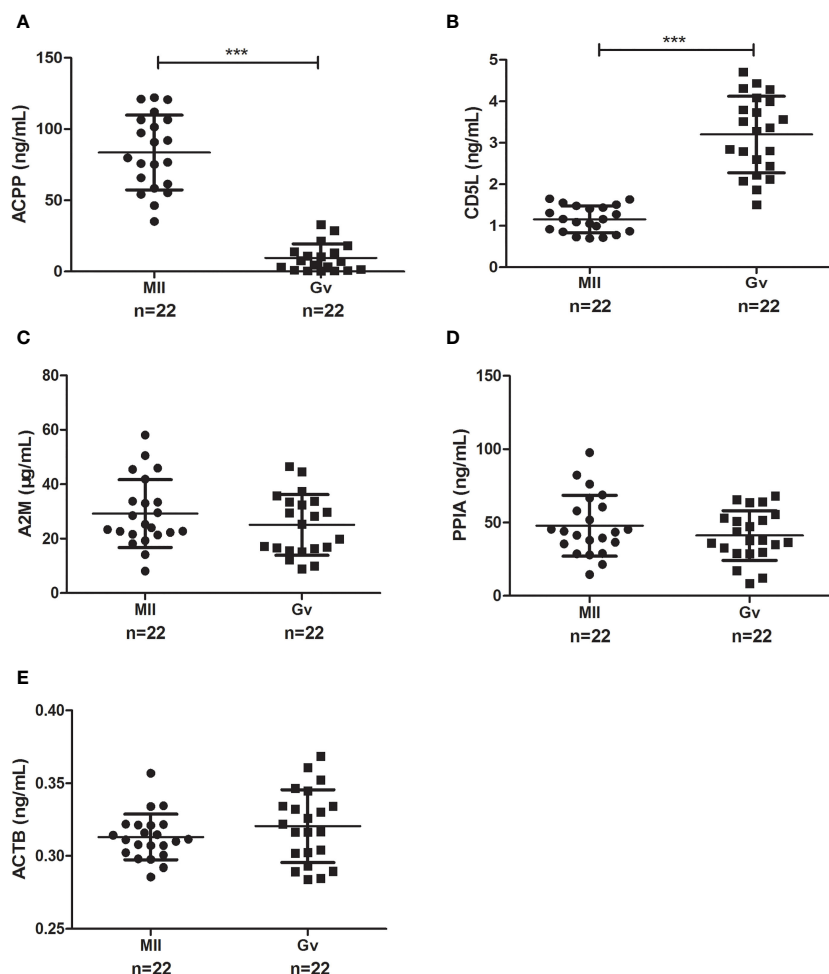 A
***
150
100
50
0
ACPP (ng/mL)
MII Gv
n=22 n=22
B
***
5
4
3
2
1
0
CD5L (ng/mL)
MII Gv
n=22 n=22
C
80
60
40
20
0
A2M (μg/mL)
MII Gv
n=22 n=22
D
150
100
50
0
PPIA (ng/mL)
MII Gv
n=22 n=22
E
0.40
0.35
0.30
0.25
ACTB (ng/mL)
MII Gv
n=22 n=22